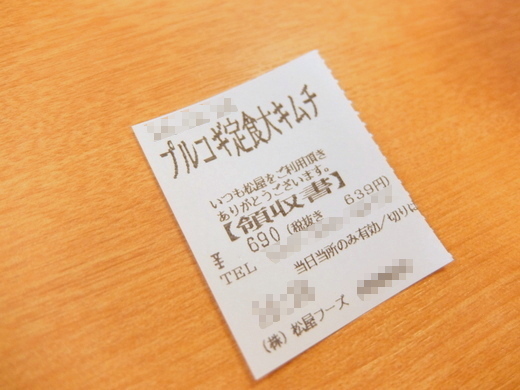 プルコギ定食大キムチ
いつも松屋をご利用頂き
ありがとうございます。
【領収書】
￥ 690 (税抜き 639円)
TEL
当日当所のみ有効/切り
(株) 松屋フーズ